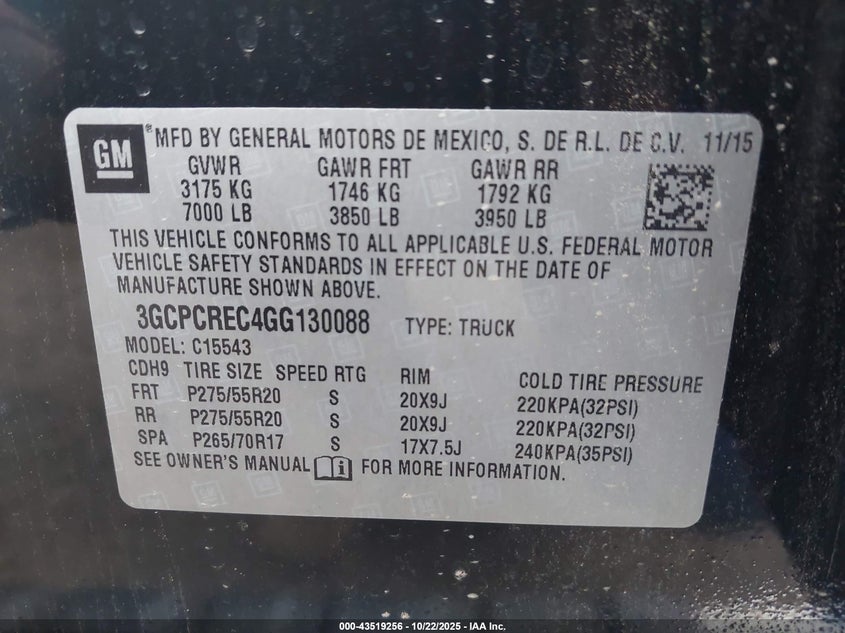 GM
® MFD BY GENERAL MOTORS DE MEXICO, S. DE R.L. DE C.V. 11/15
GVWR GAWR FRT GAWR RR
3175 KG 1746 KG 1792 KG
7000 LB 3850 LB 3950 LB
THIS VEHICLE CONFORMS TO ALL APPLICABLE U.S. FEDERAL MOTOR
VEHICLE SAFETY STANDARDS IN EFFECT ON THE DATE OF
MANUFACTURE SHOWN ABOVE.
3GCPCREC4GG130088 TYPE: TRUCK
MODEL: C15543
CDH9 TIRE SIZE SPEED RTG RIM COLD TIRE PRESSURE
FRT P275/55R20 S 20X9J 220KPA(32PSI)
RR P275/55R20 S 20X9J 220KPA(32PSI)
SPA P265/70R17 S 17X7.5J 240KPA(35PSI)
SEE OWNER'S MANUAL FOR MORE INFORMATION.
000-43519256 - 10/22/2025 - IAA Inc.